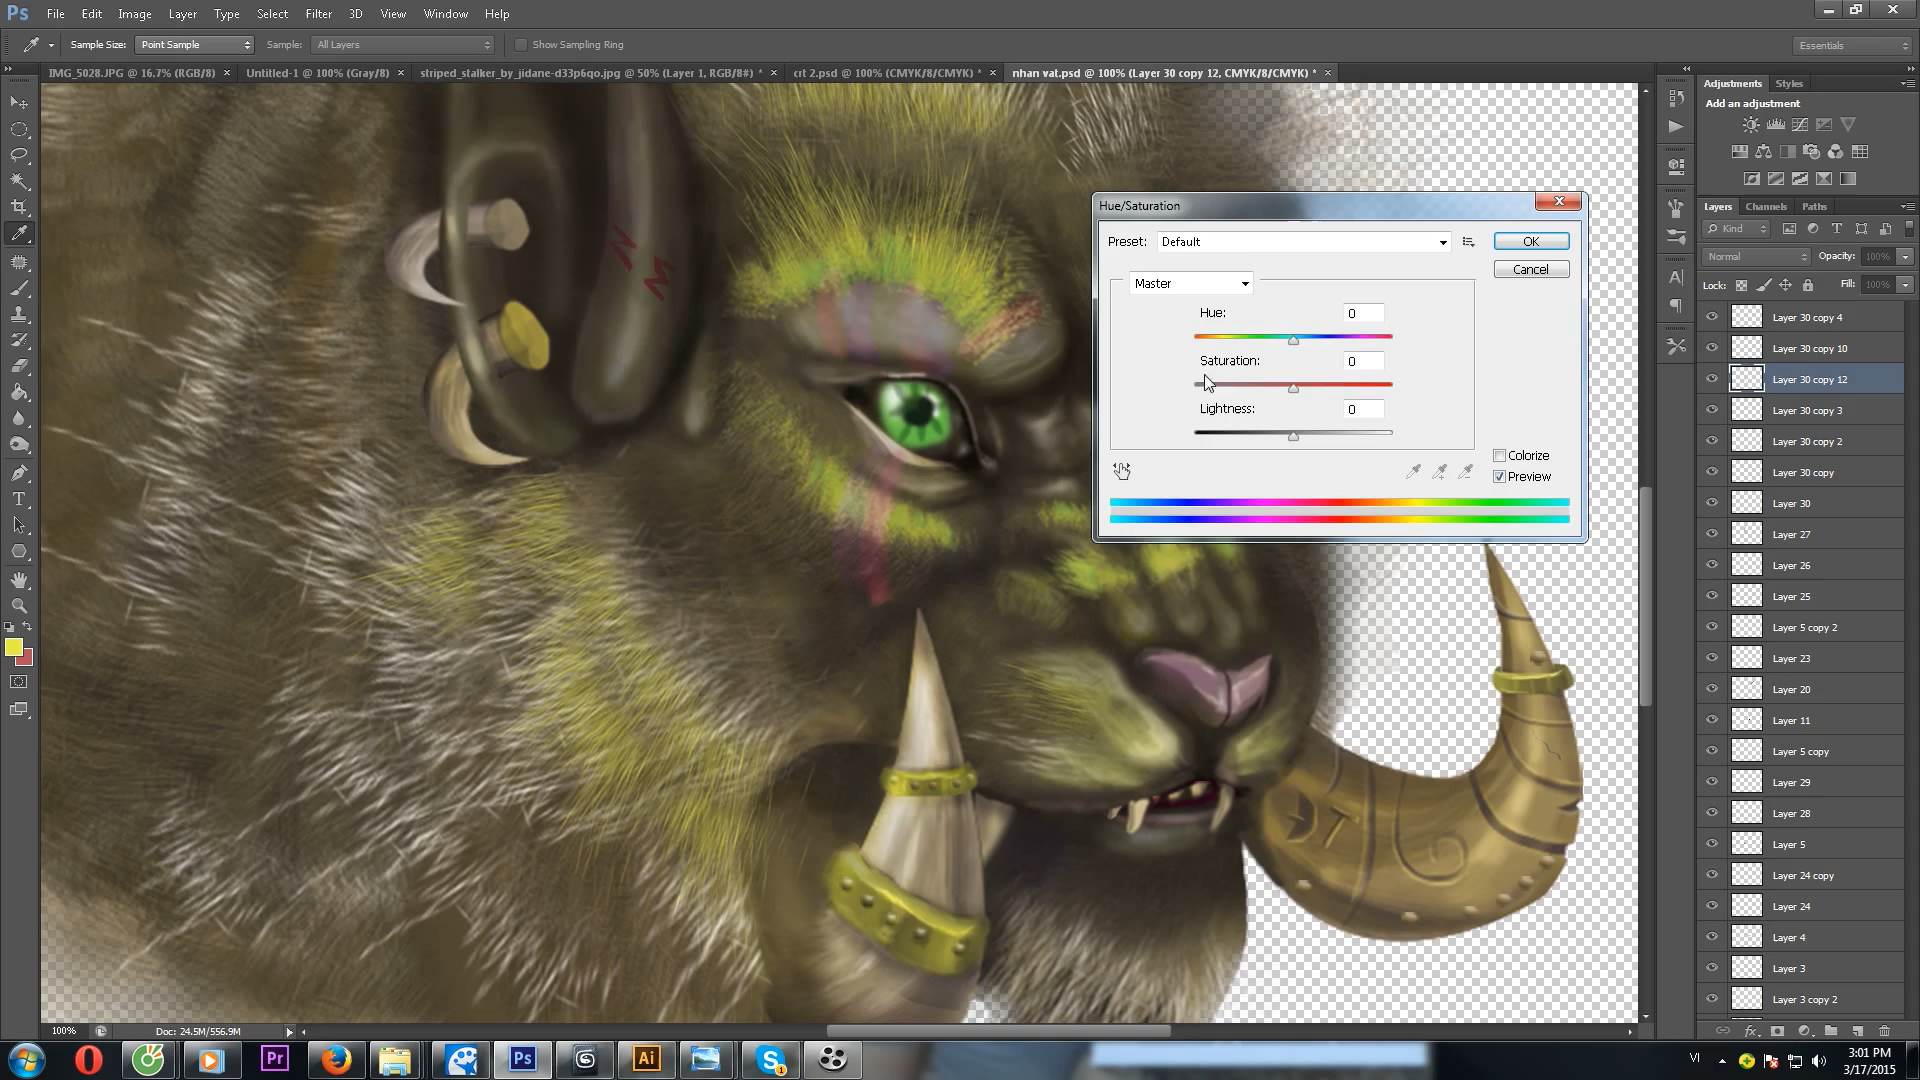 Ps File Edit Image Layer Type Select Filter 3D View Window Help
Sample Size: Point Sample Sample: All Layers Show Sampling Ring Essentials
IMG_5028.JPG @ 16.7% (RGB/8) × Untitled-1 @ 100% (Gray/8) × striped_stalker_by_jidane-d33p6qo.jpg @ 50% (Layer 1, RGB/8#) * × crt 2.psd @ 100% (CMYK/8/CMYK) * × nhan vat.psd @ 100% (Layer 30 copy 12, CMYK/8/CMYK) * ×
Adjustments Styles
Add an adjustment
Layers Channels Paths
Kind
Normal Opacity: 100%
Lock: Fill: 100%
Layer 30 copy 4
Layer 30 copy 10
Layer 30 copy 12
Layer 30 copy 3
Layer 30 copy 2
Layer 30 copy
Layer 30
Layer 27
Layer 26
Layer 25
Layer 5 copy 2
Layer 23
Layer 20
Layer 11
Layer 5 copy
Layer 29
Layer 28
Layer 5
Layer 24 copy
Layer 24
Layer 4
Layer 3
Layer 3 copy 2
Hue/Saturation
Preset: Default OK
Cancel
Master
Hue: 0
Saturation: 0
Lightness: 0
Colorize
Preview
100% Doc: 24.5M/556.9M
Pr Ps Ai S 1
VI 3:01 PM
3/17/2015